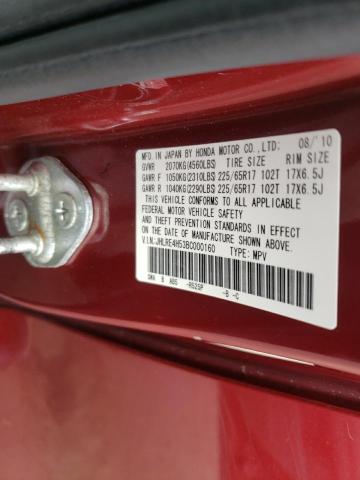 MFD. IN JAPAN BY HONDA MOTOR CO.,LTD: 08/'10
GVWR 2070KG(4560LBS) TIRE SIZE RIM SIZE
GAWR F 1050KG(2310LBS) 225/65R17 102T 17X6.5J
GAWR R 1040KG(2290LBS) 225/65R17 102T 17X6.5J
THIS VEHICLE CONFORMS TO ALL APPLICABLE
FEDERAL MOTOR VEHICLE SAFETY
AND THEFT PREVENTION STANDARDS IN EFFECT
ON THE DATE OF MANUFACTURE SHOWN ABOVE.
V.I.N:JHLRE4H53BC000160 TYPE: MPV
SWA B ABS -R525P -B -C